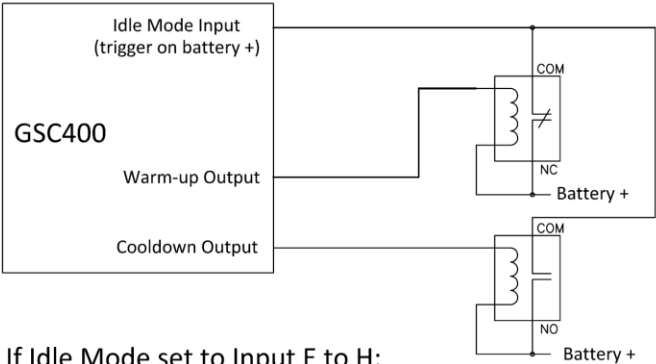 Idle Mode Input
(trigger on battery +)
COM
GSC400
NC
Warm-up Output
Battery +
COM
Cooldown Output
NO
Battery +
If Idle Mode set to Input E to H: